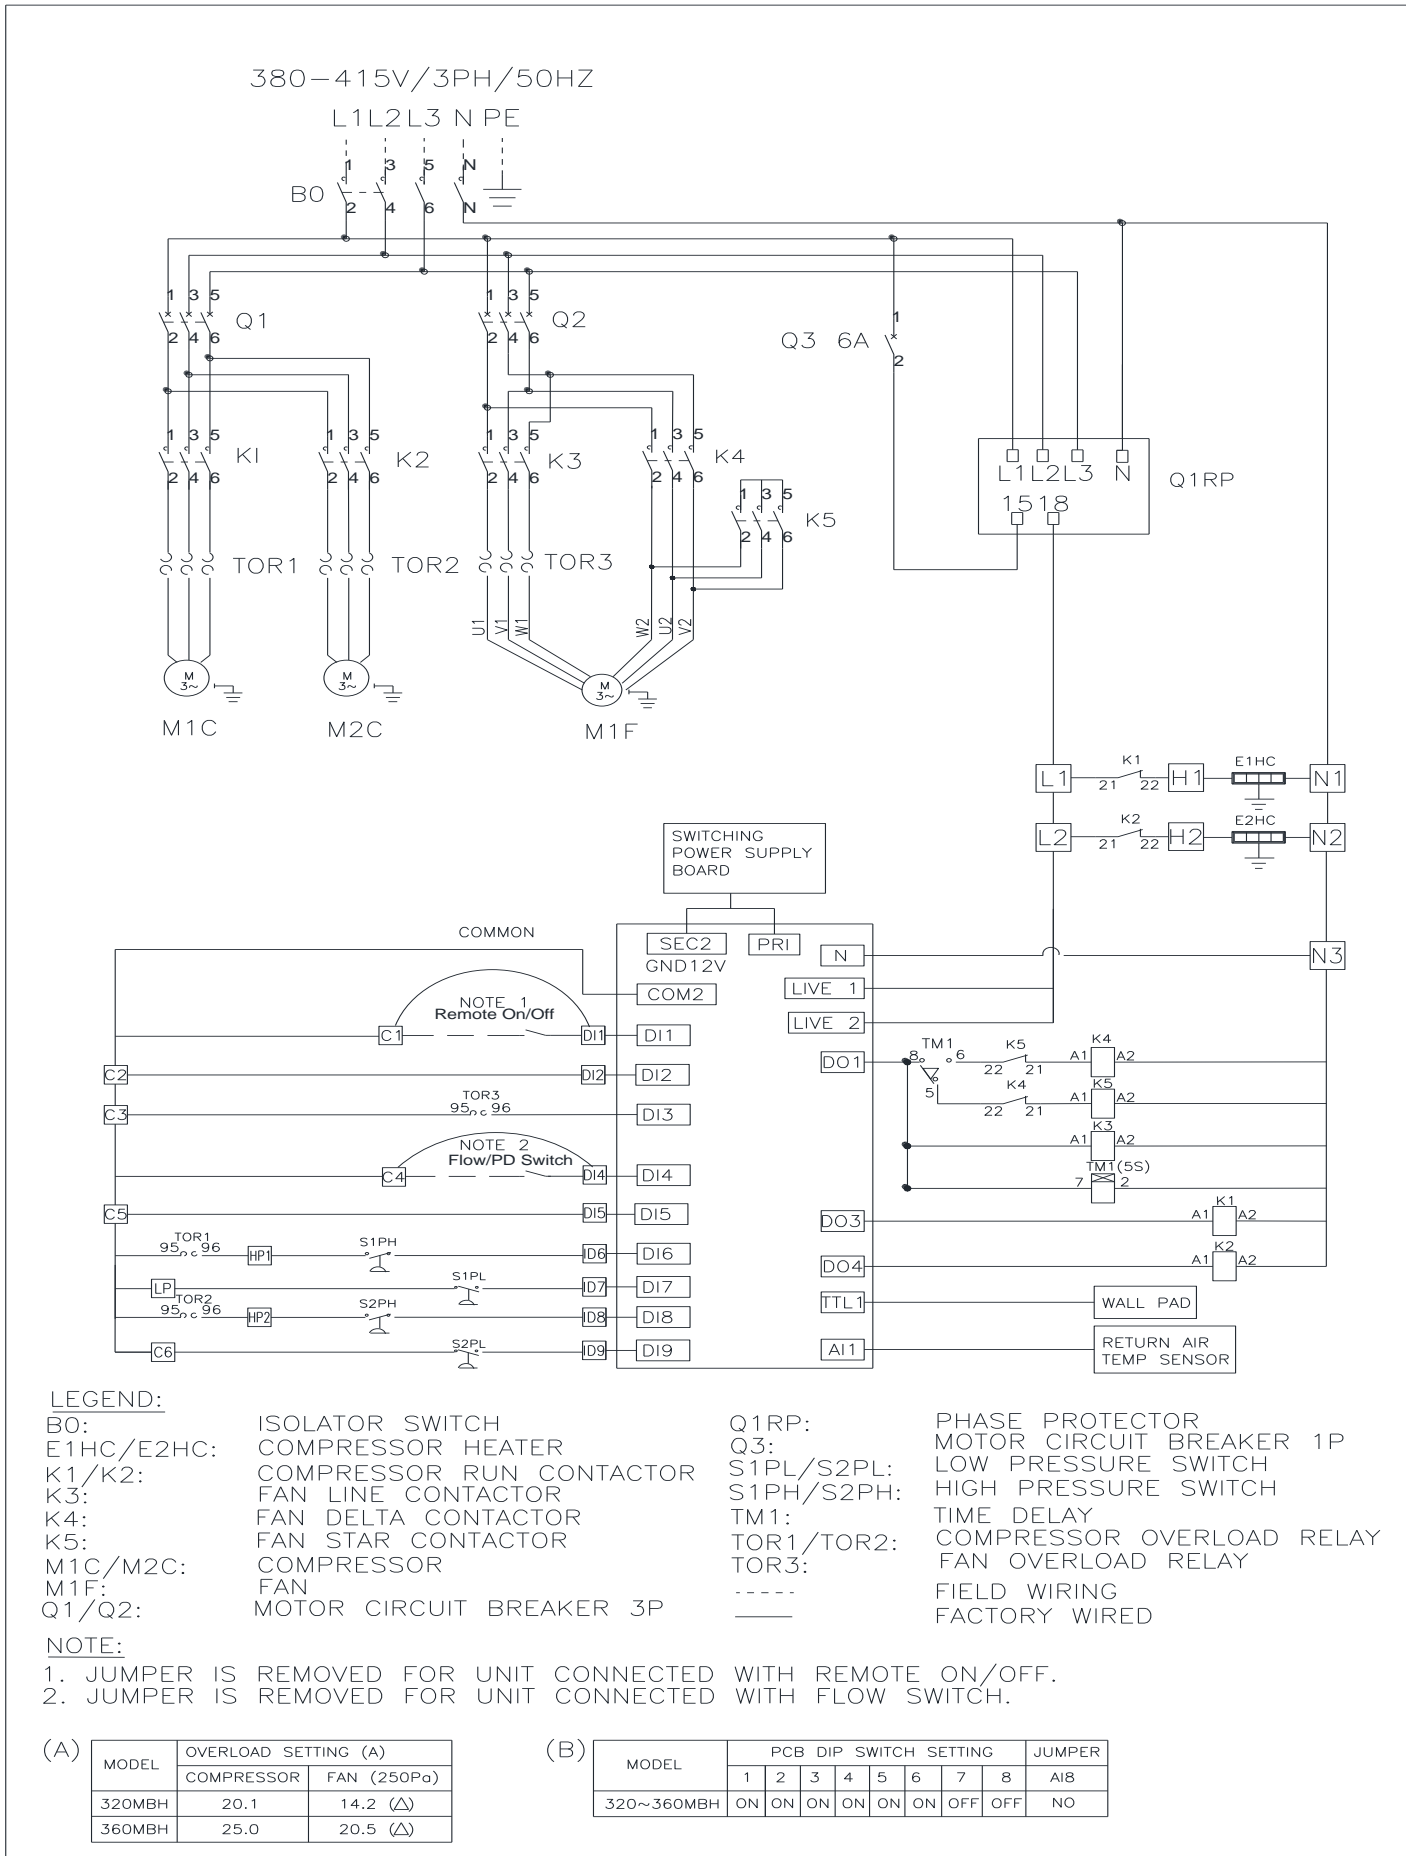 380-415V/3PH/50HZ
L1 L2 L3 N PE
1 3 5 N
B0
2 4 6 N
1 3 5
Q1
2 4 6
1 3 5
Q2
2 4 6
1
Q3 6A
2
1 3 5
K1
2 4 6
1 3 5
K2
2 4 6
1 3 5
K3
2 4 6
1 3 5
K4
2 4 6
1 3 5
K5
2 4 6
L1 L2 L3 N
Q1RP
15 18
TOR1
TOR2
TOR3
U1 V1 W1
W2 U2 V2
M
3~
M1C
M
3~
M2C
M
3~
M1F
L1
K1
21 22
H1
E1HC
N1
L2
K2
21 22
H2
E2HC
N2
SWITCHING
POWER SUPPLY
BOARD
COMMON
SEC2
PRI
GND12V
N
N3
COM2
LIVE 1
LIVE 2
NOTE 1
Remote On/Off
C1
DI1
DI1
C2
DI2
DI2
TOR3
C3
95 96
DI3
NOTE 2
Flow/PD Switch
C4
DI4
DI4
C5
DI5
DI5
TOR1
95 96
HP1
S1PH
ID6
DI6
LP
S1PL
ID7
DI7
TOR2
95 96
HP2
S2PH
ID8
DI8
C6
S2PL
ID9
DI9
DO1
TM1
8 6
5
K5
22 21
K4
A1 A2
K4
22 21
K5
A1 A2
K3
A1 A2
TM1(5S)
7 2
DO3
K1
A1 A2
DO4
K2
A1 A2
TTL1
WALL PAD
AI1
RETURN AIR
TEMP SENSOR
LEGEND:
B0: ISOLATOR SWITCH
E1HC/E2HC: COMPRESSOR HEATER
K1/K2: COMPRESSOR RUN CONTACTOR
K3: FAN LINE CONTACTOR
K4: FAN DELTA CONTACTOR
K5: FAN STAR CONTACTOR
M1C/M2C: COMPRESSOR
M1F: FAN
Q1/Q2: MOTOR CIRCUIT BREAKER 3P
Q1RP: PHASE PROTECTOR
Q3: MOTOR CIRCUIT BREAKER 1P
S1PL/S2PL: LOW PRESSURE SWITCH
S1PH/S2PH: HIGH PRESSURE SWITCH
TM1: TIME DELAY
TOR1/TOR2: COMPRESSOR OVERLOAD RELAY
TOR3: FAN OVERLOAD RELAY
----- FIELD WIRING
FACTORY WIRED
NOTE:
1. JUMPER IS REMOVED FOR UNIT CONNECTED WITH REMOTE ON/OFF.
2. JUMPER IS REMOVED FOR UNIT CONNECTED WITH FLOW SWITCH.
(A)
MODEL OVERLOAD SETTING (A)
COMPRESSOR FAN (250Pa)
320MBH 20.1 14.2 (△)
360MBH 25.0 20.5 (△)
(B)
MODEL PCB DIP SWITCH SETTING JUMPER
1 2 3 4 5 6 7 8 AI8
320~360MBH ON ON ON ON ON ON OFF OFF NO